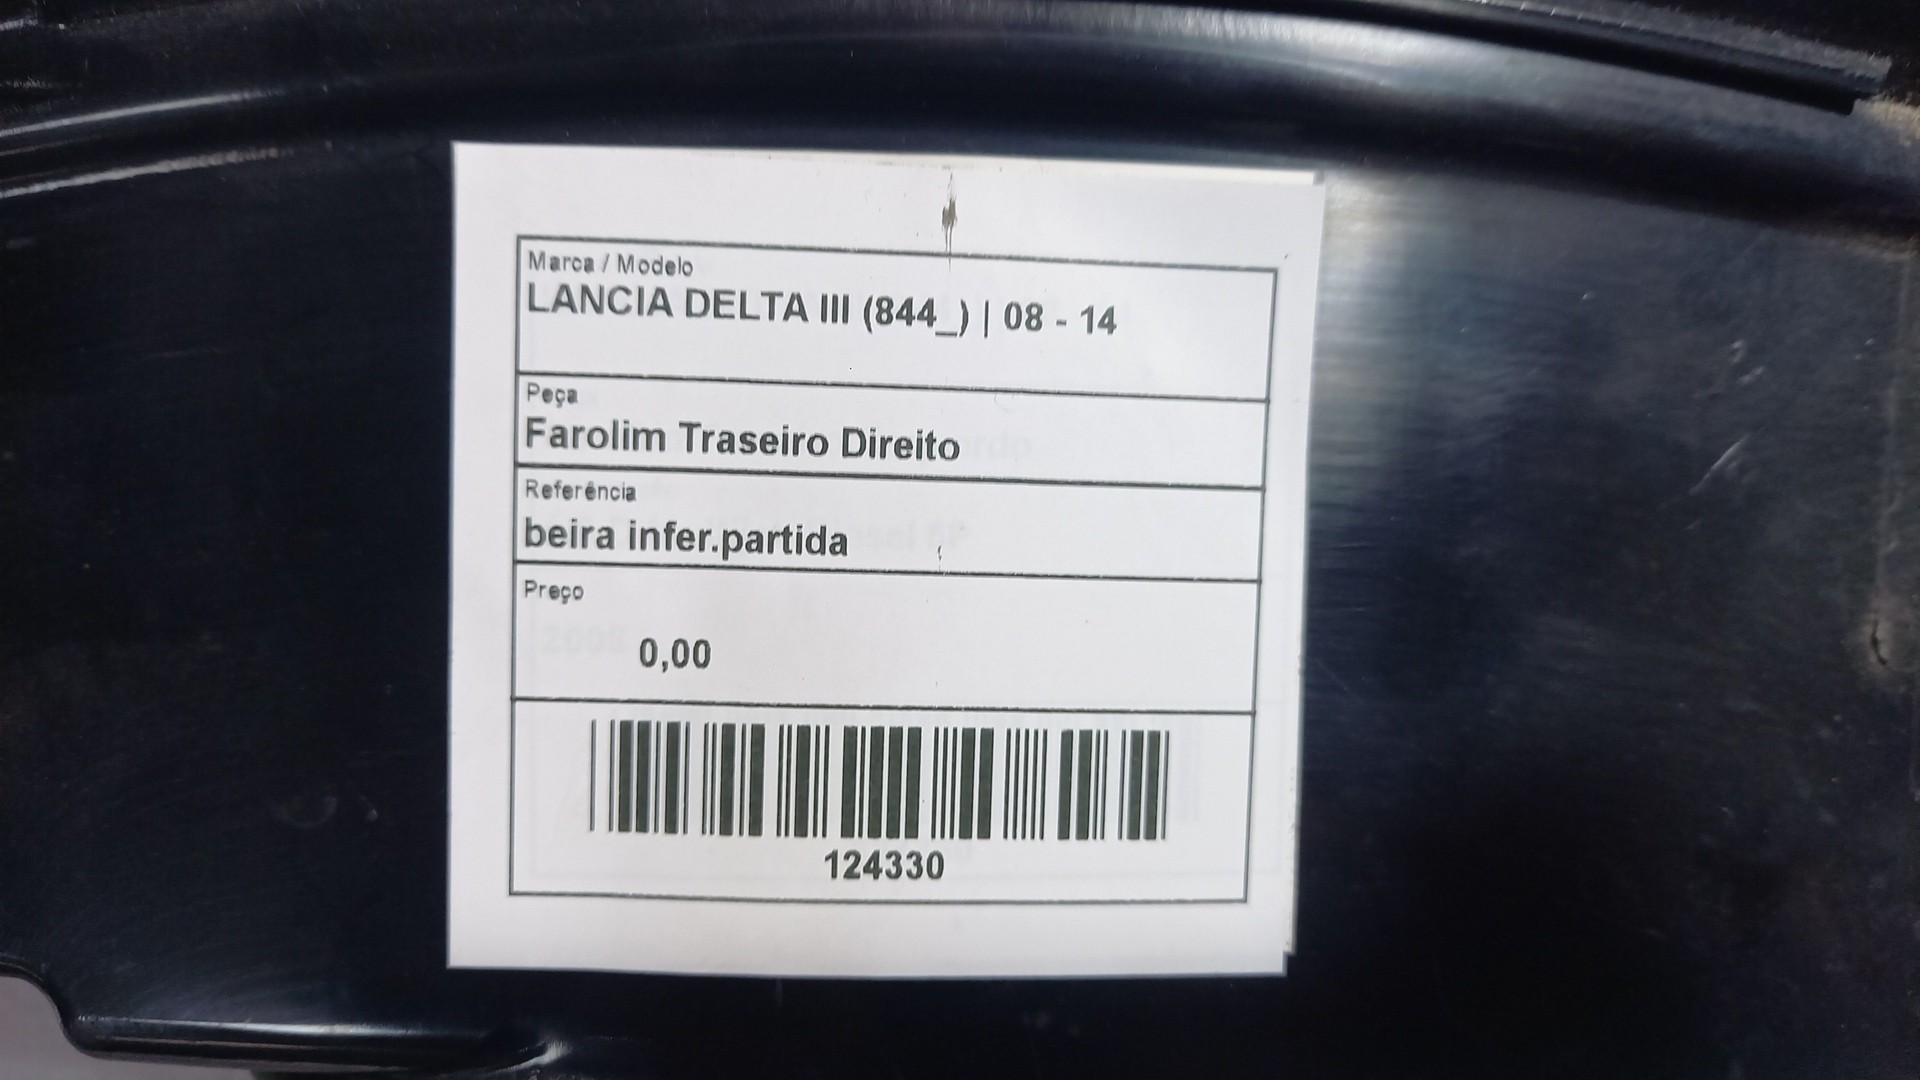 Marca / Modelo
LANCIA DELTA III (844_) | 08 - 14
Peça
Farolim Traseiro Direito
Referência
beira infer.partida
Preço
0,00
124330